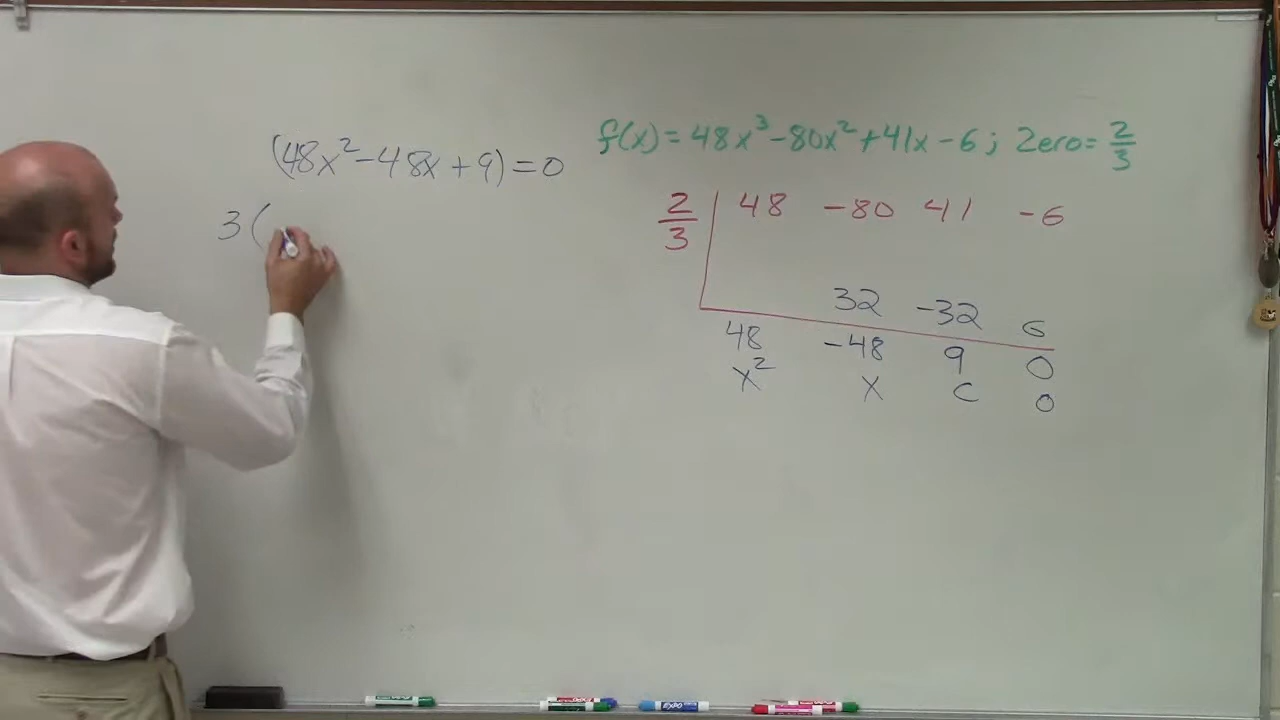 (48x²-48x+9)=0
3(
f(x)=48x³-80x²+41x-6; Zero=2/3
2/3 | 48 -80 41 -6
32 -32 6
48 -48 9 0
x² x c 0
EXPO